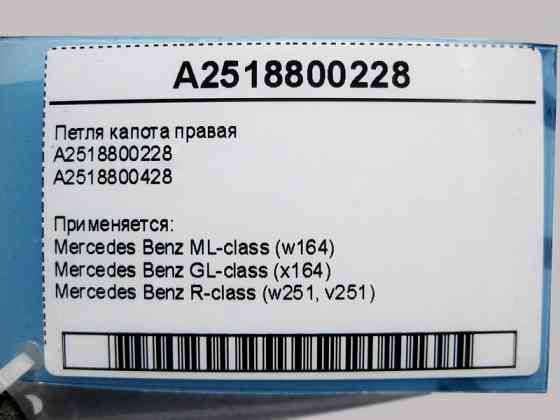 A2518800228
Петля капота правая
A2518800228
A2518800428
Применяется:
Mercedes Benz ML-class (w164)
Mercedes Benz GL-class (x164)
Mercedes Benz R-class (w251, v251)